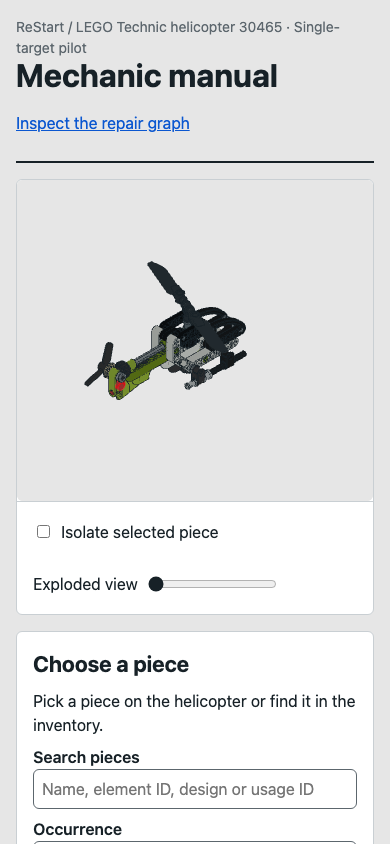 ReStart / LEGO Technic helicopter 30465 · Single-
target pilot
Mechanic manual
Inspect the repair graph
Isolate selected piece
Exploded view
Choose a piece
Pick a piece on the helicopter or find it in the
inventory.
Search pieces
Name, element ID, design or usage ID
Occurrence